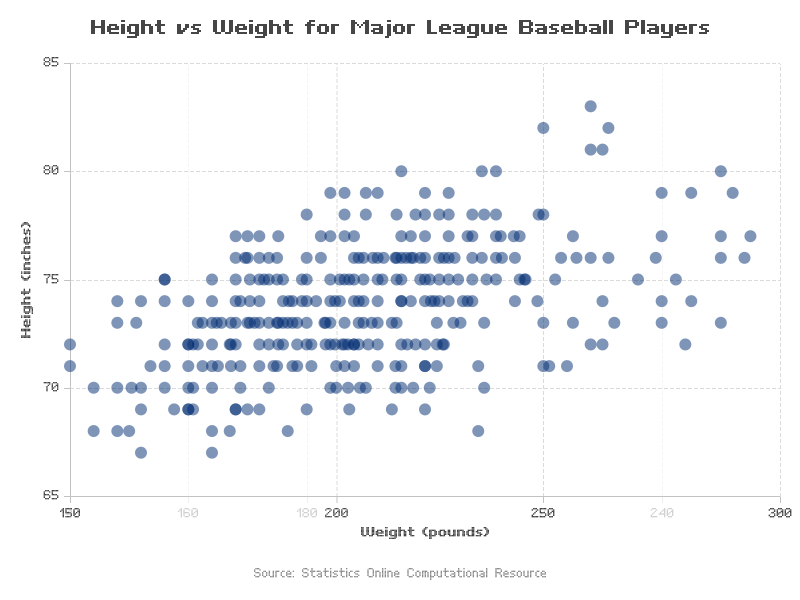 Height vs Weight for Major League Baseball Players
Height (inches)
85
80
75
70
65
150 160 180 200 250 240 300
Weight (pounds)
Source: Statistics Online Computational Resource